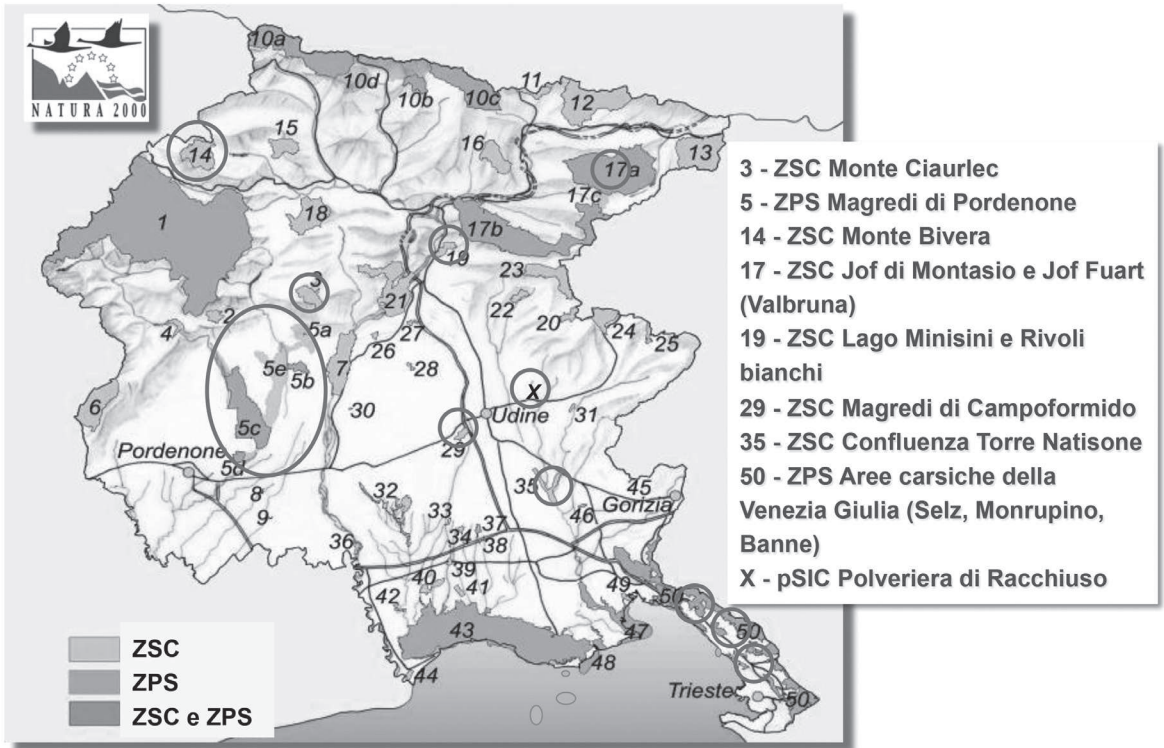 NATURA 2000
10a
10d
10b
10c
11
12
13
14
15
16
17a
17c
17b
1
18
19
3
2
4
5a
5e
5b
5c
5d
6
7
21
23
22
20
24
25
26
27
28
30
X
Udine
31
29
Pordenone
8
9
32
33
34
35
36
37
38
39
40
41
42
43
44
45
46
Gorizia
47
48
49
50
50
50
Trieste
3 - ZSC Monte Ciaurlec
5 - ZPS Magredi di Pordenone
14 - ZSC Monte Bivera
17 - ZSC Jof di Montasio e Jof Fuart
(Valbruna)
19 - ZSC Lago Minisini e Rivoli
bianchi
29 - ZSC Magredi di Campoformido
35 - ZSC Confluenza Torre Natisone
50 - ZPS Aree carsiche della
Venezia Giulia (Selz, Monrupino,
Banne)
X - pSIC Polveriera di Racchiuso
ZSC
ZPS
ZSC e ZPS